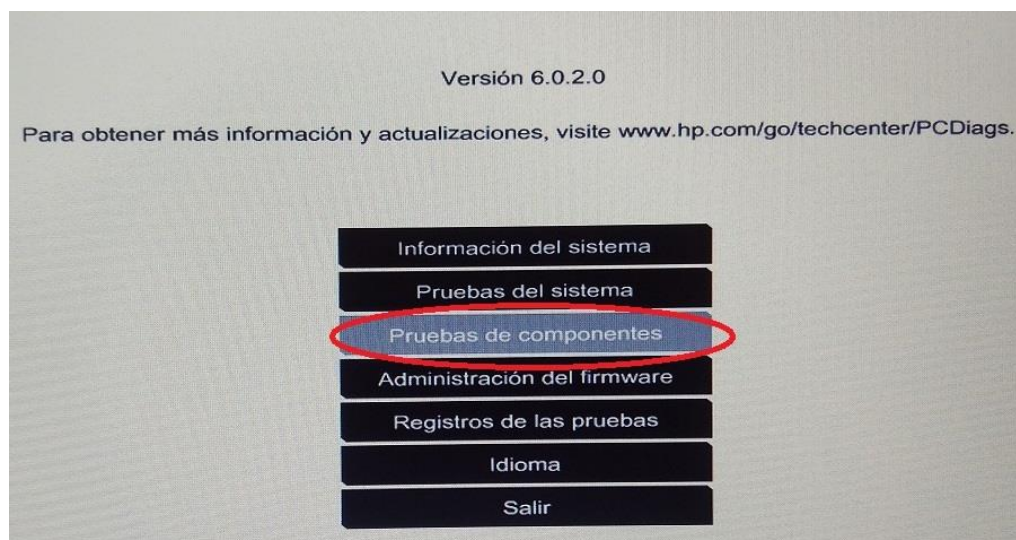 Versión 6.0.2.0
Para obtener más información y actualizaciones, visite www.hp.com/go/techcenter/PCDiags.
Información del sistema
Pruebas del sistema
Pruebas de componentes
Administración del firmware
Registros de las pruebas
Idioma
Salir